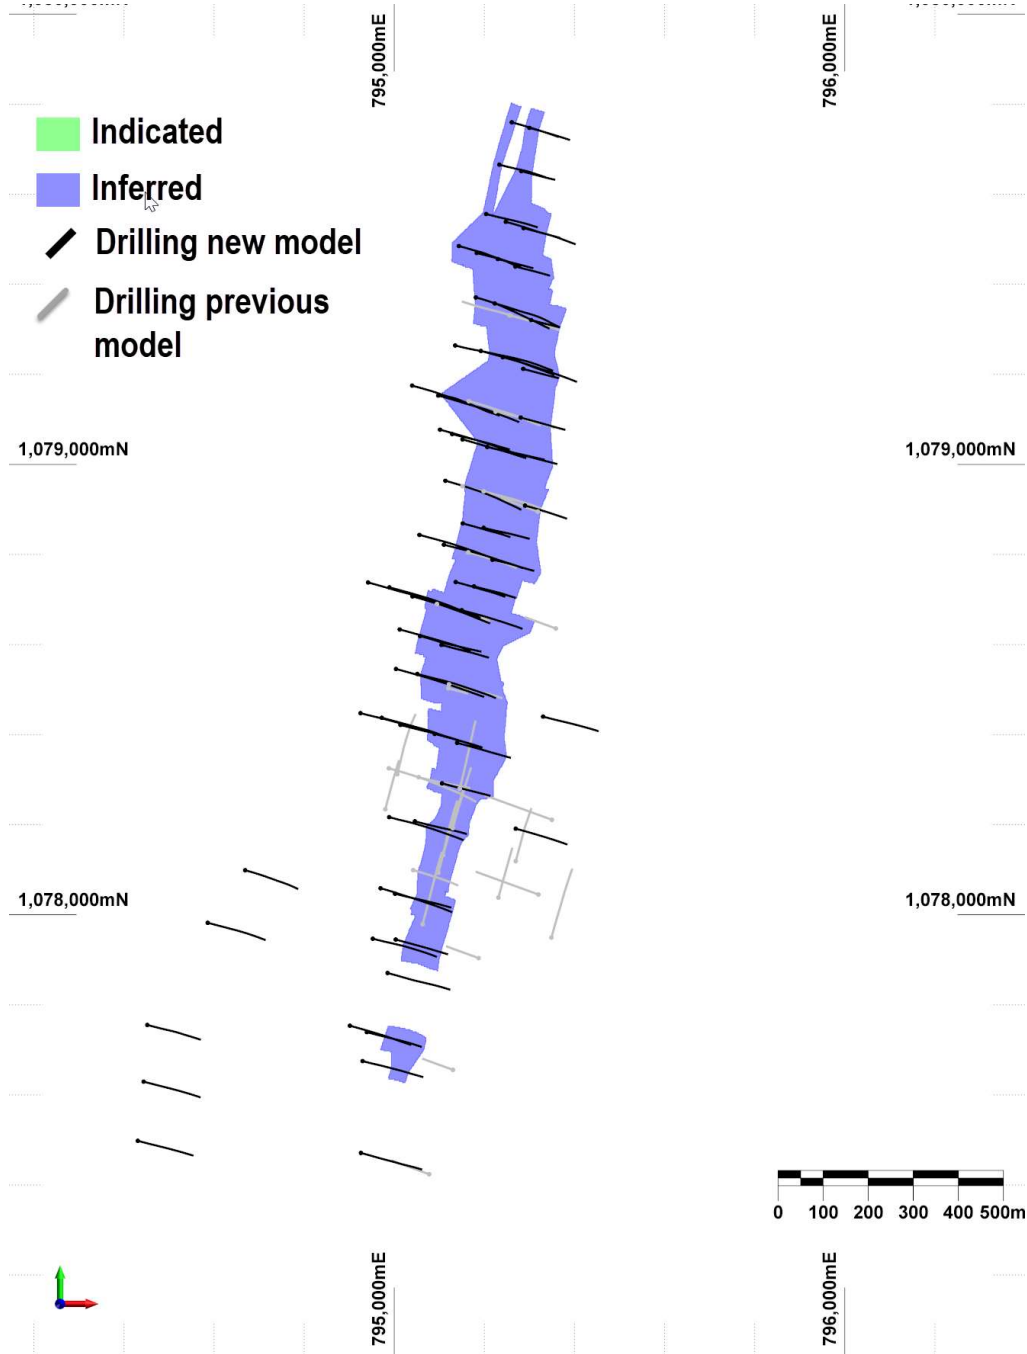 795,000mE
796,000mE
Indicated
Inferred
Drilling new model
Drilling previous
model
1,079,000mN
1,079,000mN
1,078,000mN
1,078,000mN
0 100 200 300 400 500m
795,000mE
796,000mE